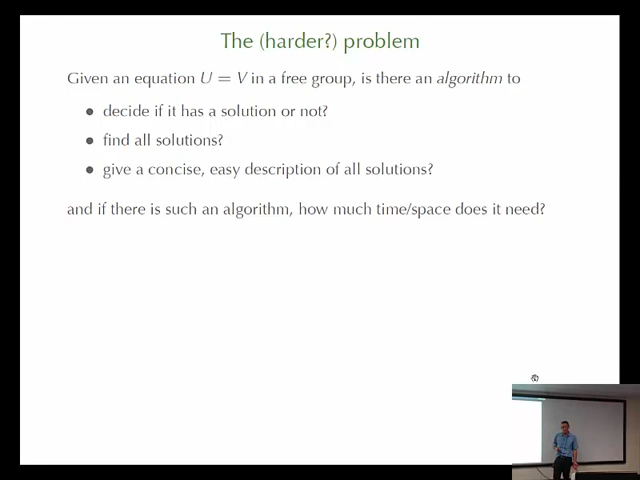 The (harder?) problem
Given an equation U = V in a free group, is there an algorithm to
• decide if it has a solution or not?
• find all solutions?
• give a concise, easy description of all solutions?
and if there is such an algorithm, how much time/space does it need?